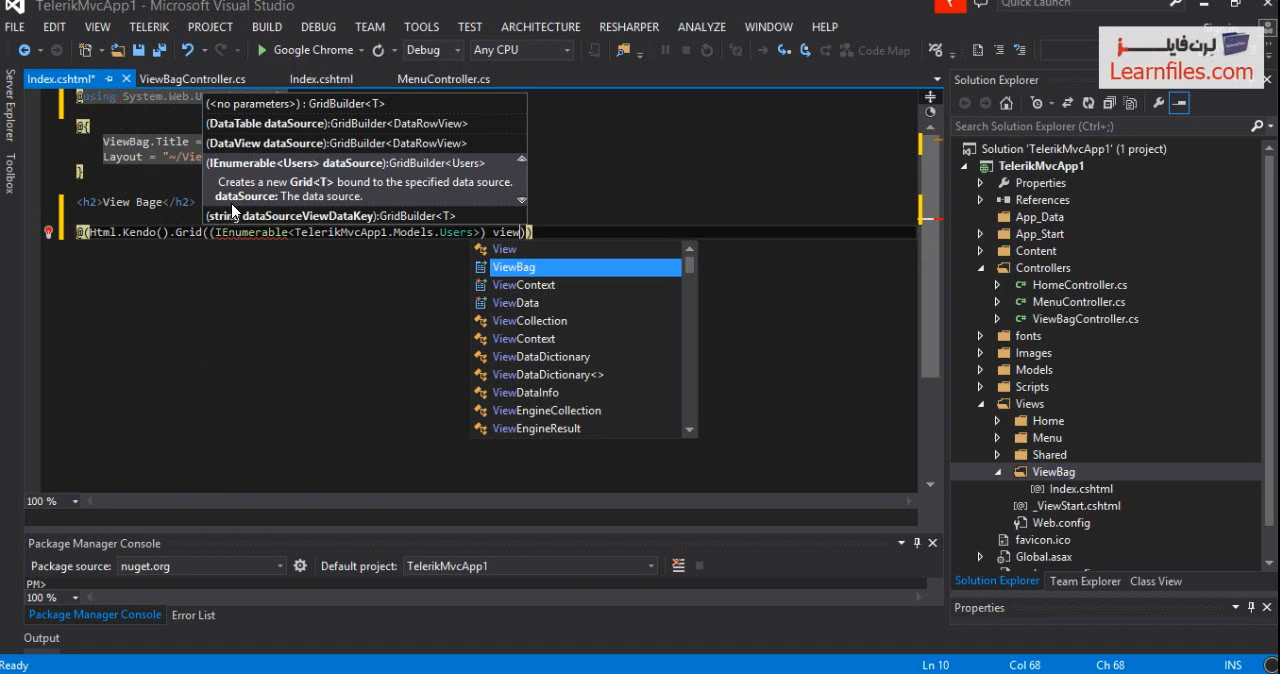 TelerikMvcApp1 - Microsoft Visual Studio
Quick Launch
FILE EDIT VIEW TELERIK PROJECT BUILD DEBUG TEAM TOOLS TEST ARCHITECTURE RESHARPER ANALYZE WINDOW HELP
Google Chrome Debug Any CPU Code Map
لرن فایلز
Learnfiles.com
Server Explorer
Toolbox
Index.cshtml* ViewBagController.cs Index.cshtml MenuController.cs
@using System.Web.U
@{
ViewBag.Title =
Layout = "~/Vie
}
<h2>View Bage</h2>
@(Html.Kendo().Grid((IEnumerable<TelerikMvcApp1.Models.Users>) view))
(<no parameters>) : GridBuilder<T>
(DataTable dataSource):GridBuilder<DataRowView>
(DataView dataSource):GridBuilder<DataRowView>
(IEnumerable<Users> dataSource):GridBuilder<Users>
Creates a new Grid<T> bound to the specified data source.
dataSource: The data source.
(string dataSourceViewDataKey):GridBuilder<T>
View
ViewBag
ViewContext
ViewData
ViewCollection
ViewContext
ViewDataDictionary
ViewDataDictionary<>
ViewDataInfo
ViewEngineCollection
ViewEngineResult
100 %
Package Manager Console
Package source: nuget.org Default project: TelerikMvcApp1
PM>
100 %
Package Manager Console Error List
Output
Solution Explorer
Search Solution Explorer (Ctrl+;)
Solution 'TelerikMvcApp1' (1 project)
TelerikMvcApp1
Properties
References
App_Data
App_Start
Content
Controllers
HomeController.cs
MenuController.cs
ViewBagController.cs
fonts
Images
Models
Scripts
Views
Home
Menu
Shared
ViewBag
Index.cshtml
_ViewStart.cshtml
Web.config
favicon.ico
Global.asax
Solution Explorer Team Explorer Class View
Properties
Ready Ln 10 Col 68 Ch 68 INS